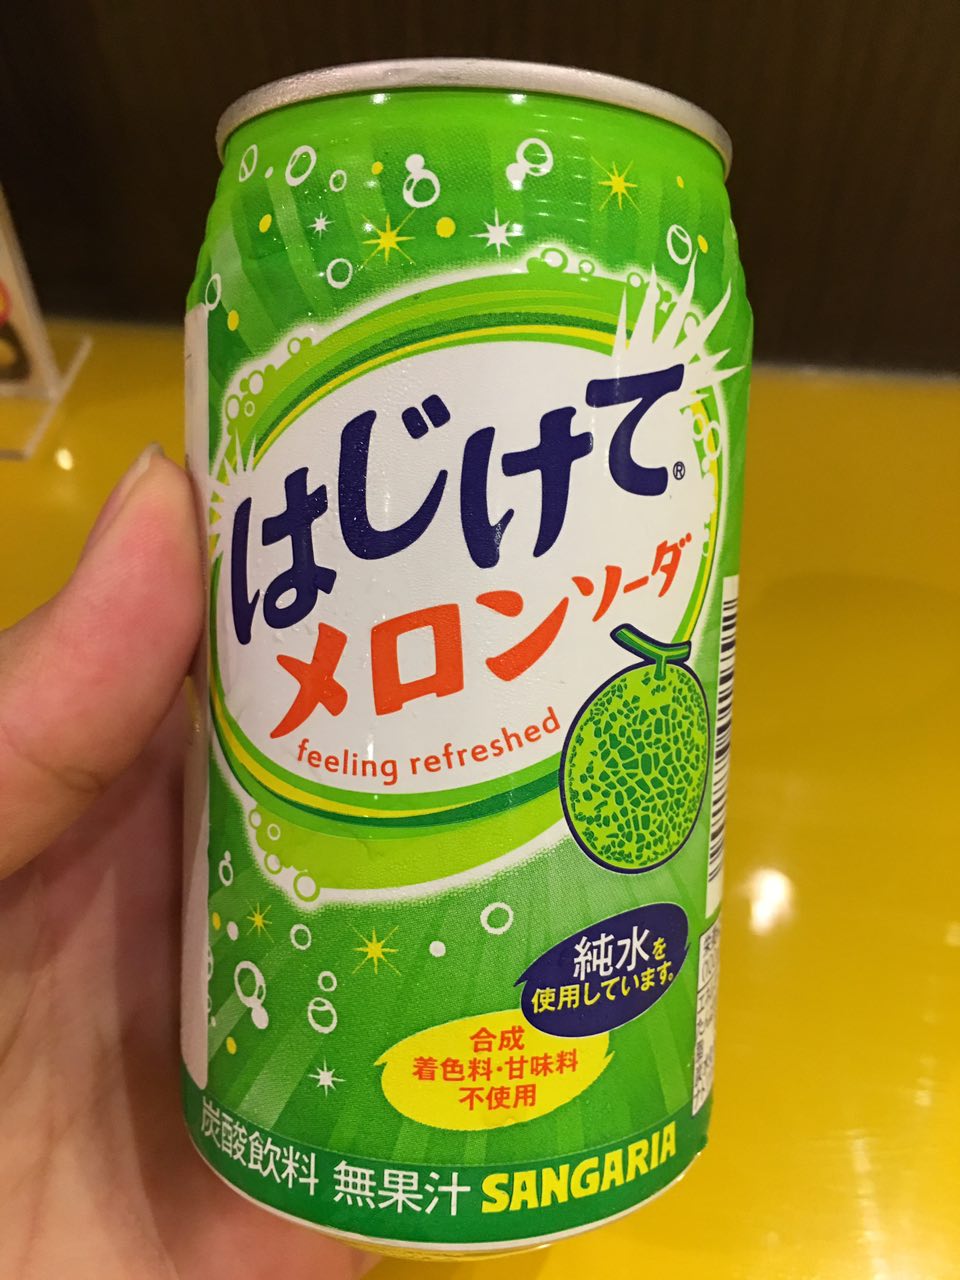 はじけて®
メロンソーダ
feeling refreshed
純水を
使用しています。
合成
着色料・甘味料
不使用
炭酸飲料 無果汁 SANGARIA